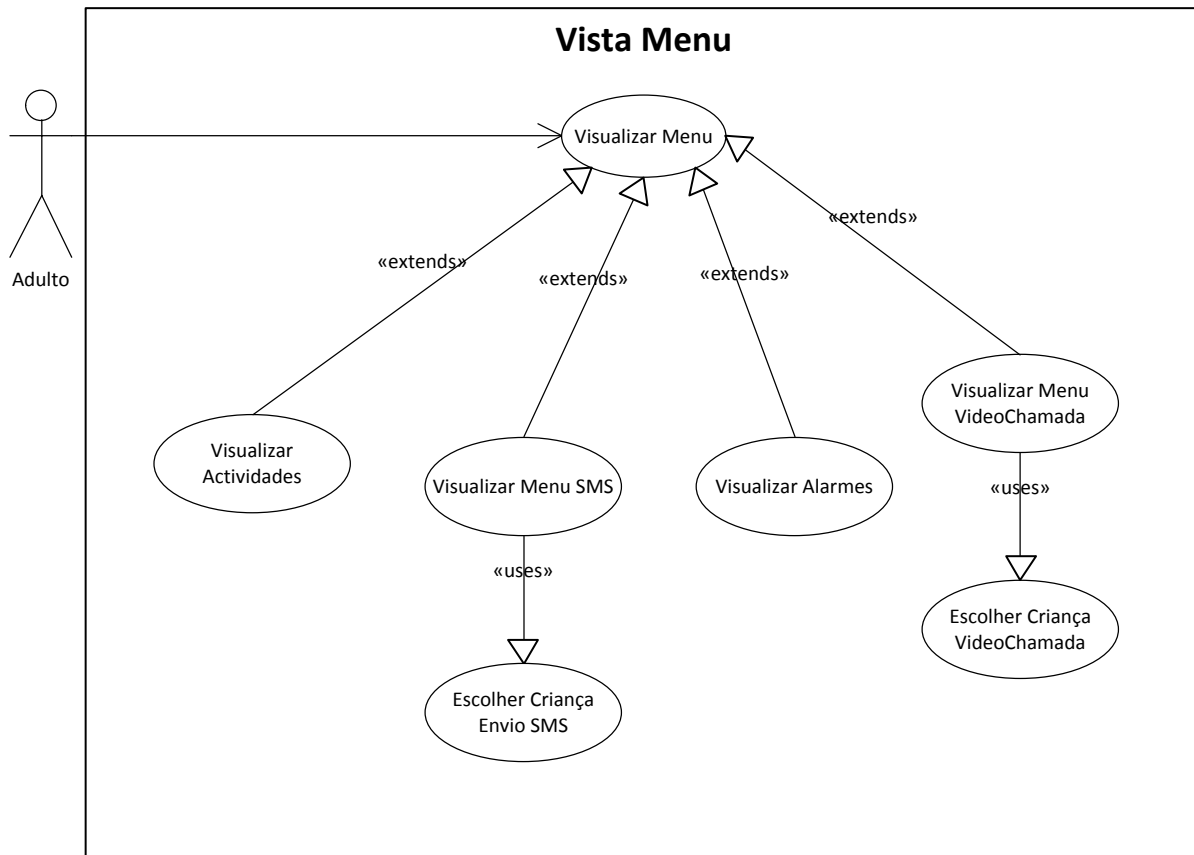 Vista Menu
Visualizar Menu
Adulto
«extends»
«extends»
«extends»
«extends»
Visualizar
Actividades
Visualizar Menu SMS
Visualizar Alarmes
Visualizar Menu
VideoChamada
«uses»
«uses»
Escolher Criança
Envio SMS
Escolher Criança
VideoChamada